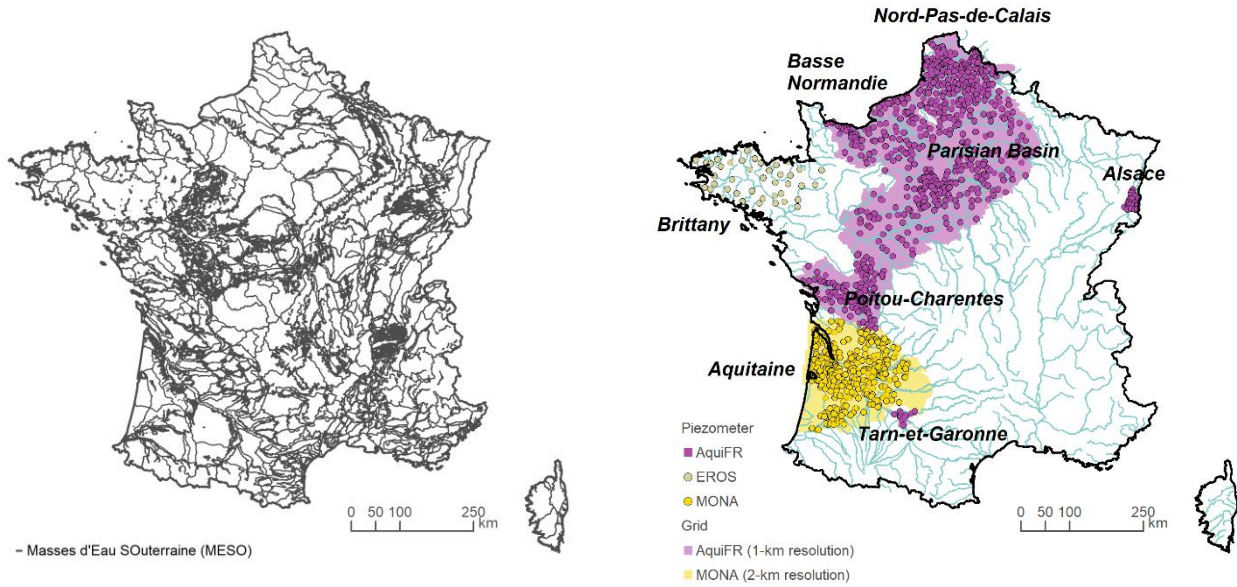 0 50 100 250
km
– Masses d'Eau SOuterraine (MESO)
Nord-Pas-de-Calais
Basse
Normandie
Parisian Basin
Alsace
Brittany
Poitou-Charentes
Aquitaine
Tarn-et-Garonne
Piezometer
AquiFR
EROS
MONA
Grid
AquiFR (1-km resolution)
MONA (2-km resolution)
0 50 100 250
km